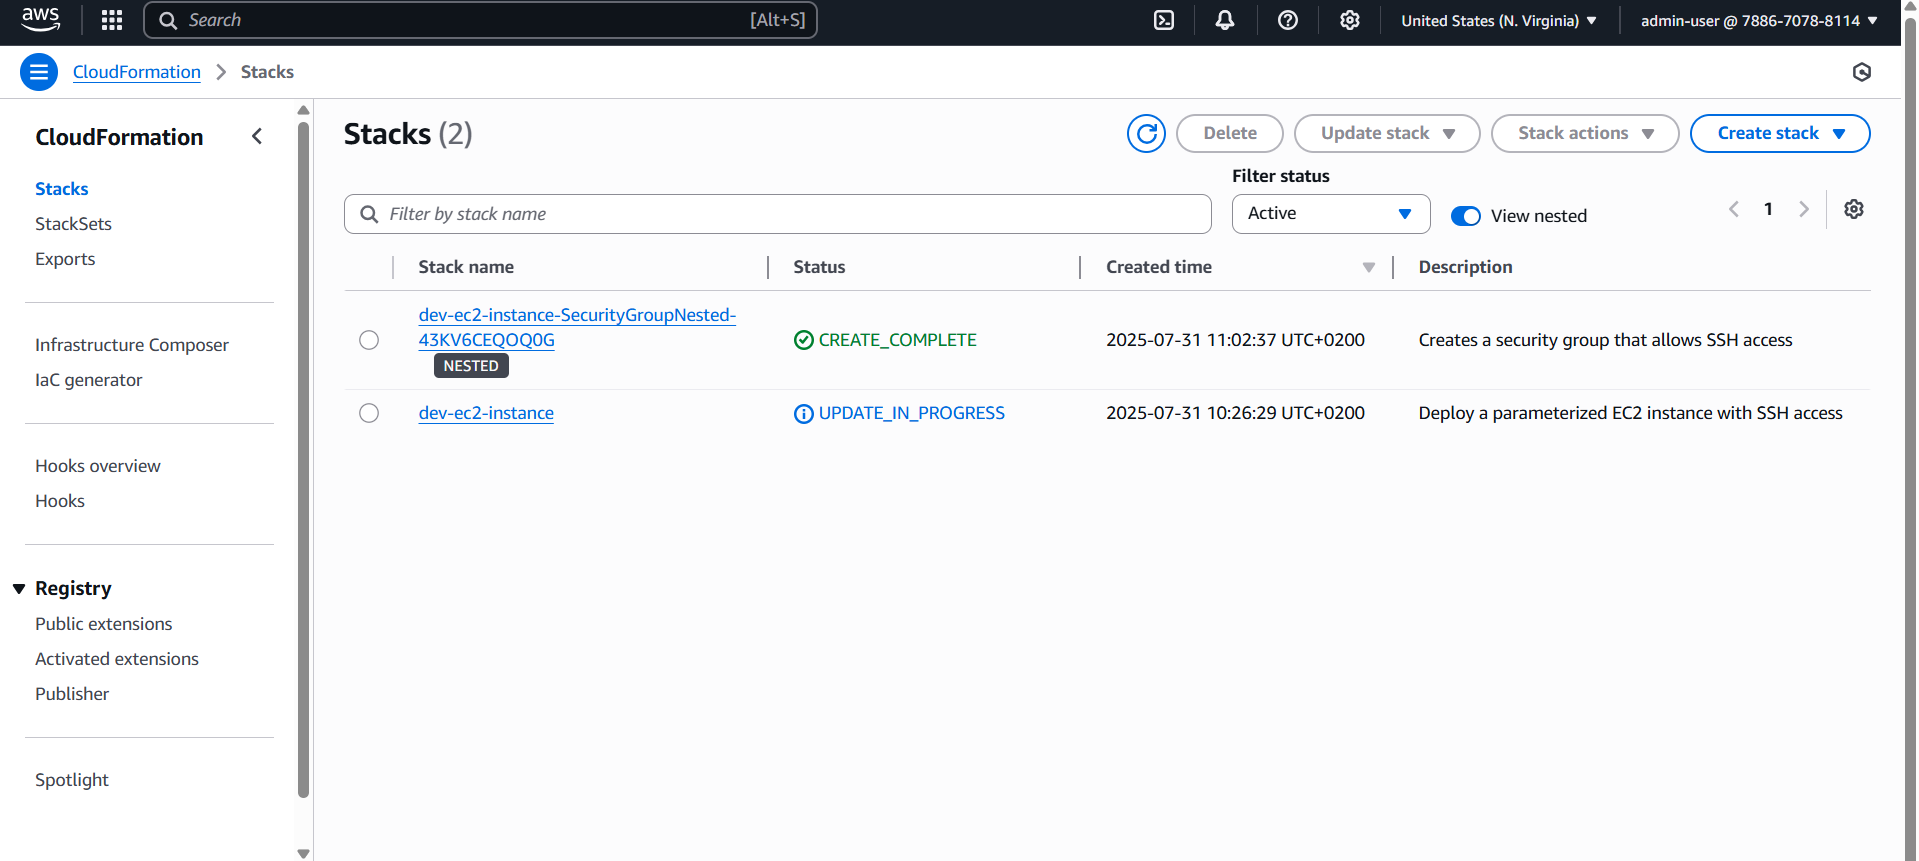 aws
Search [Alt+S]
United States (N. Virginia)
admin-user @ 7886-7078-8114
CloudFormation
Stacks
CloudFormation
Stacks
StackSets
Exports
Infrastructure Composer
IaC generator
Hooks overview
Hooks
Registry
Public extensions
Activated extensions
Publisher
Spotlight
Stacks (2)
Delete
Update stack
Stack actions
Create stack
Filter by stack name
Filter status
Active
View nested
1
Stack name Status Created time Description
dev-ec2-instance-SecurityGroupNested-
43KV6CEQOQ0G
NESTED
CREATE_COMPLETE
2025-07-31 11:02:37 UTC+0200
Creates a security group that allows SSH access
dev-ec2-instance
UPDATE_IN_PROGRESS
2025-07-31 10:26:29 UTC+0200
Deploy a parameterized EC2 instance with SSH access